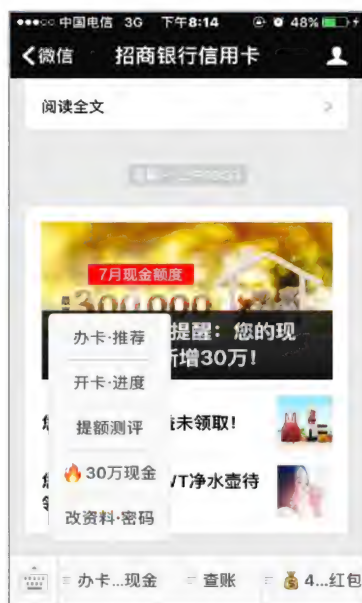 中国电信 3G 下午8:14 48%
微信 招商银行信用卡
阅读全文
7月现金额度
300,000
提醒：您的现
新增30万！
办卡·推荐
开卡·进度
提额测评
未领取！
🔥30万现金
VT净水壶待
改资料·密码
办卡...现金 查账 4...红包